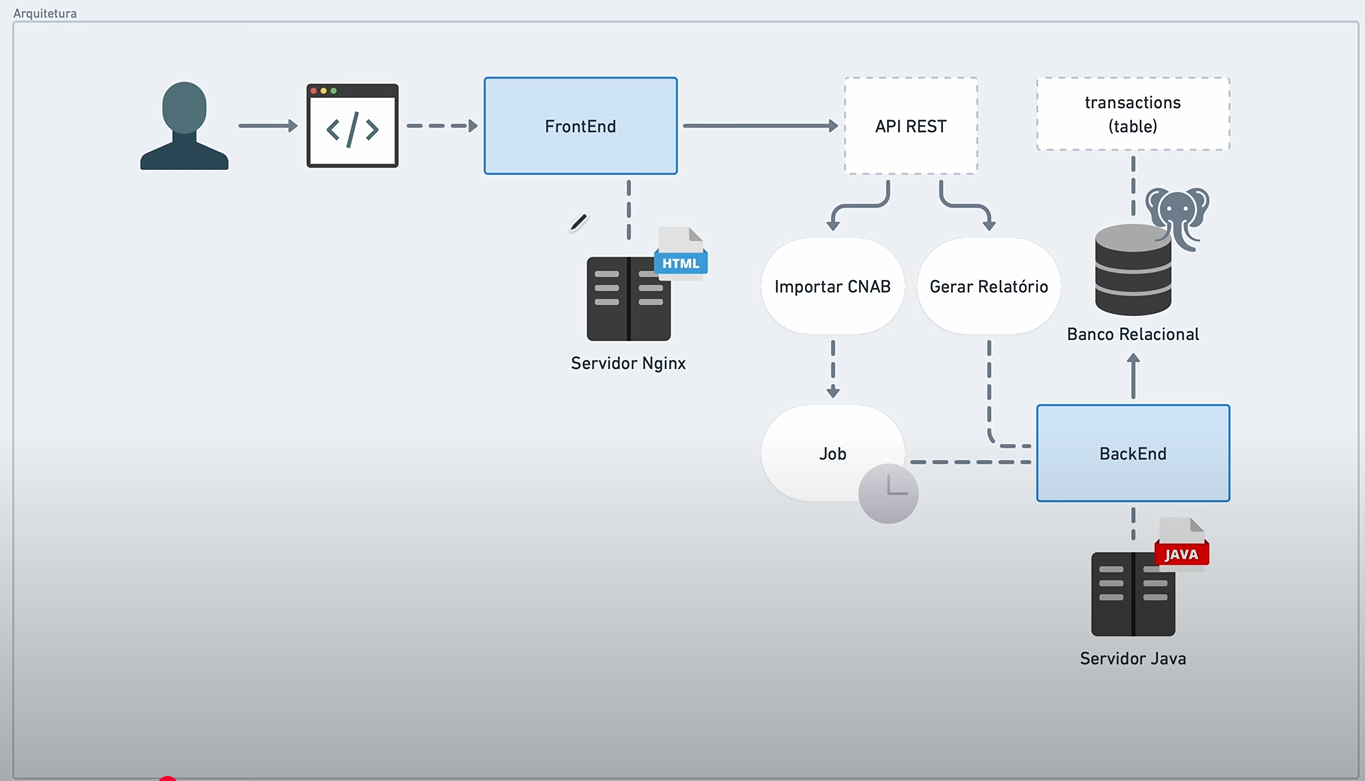 Arquitetura
FrontEnd
API REST
transactions
(table)
HTML
Servidor Nginx
Importar CNAB
Gerar Relatório
Banco Relacional
Job
BackEnd
JAVA
Servidor Java